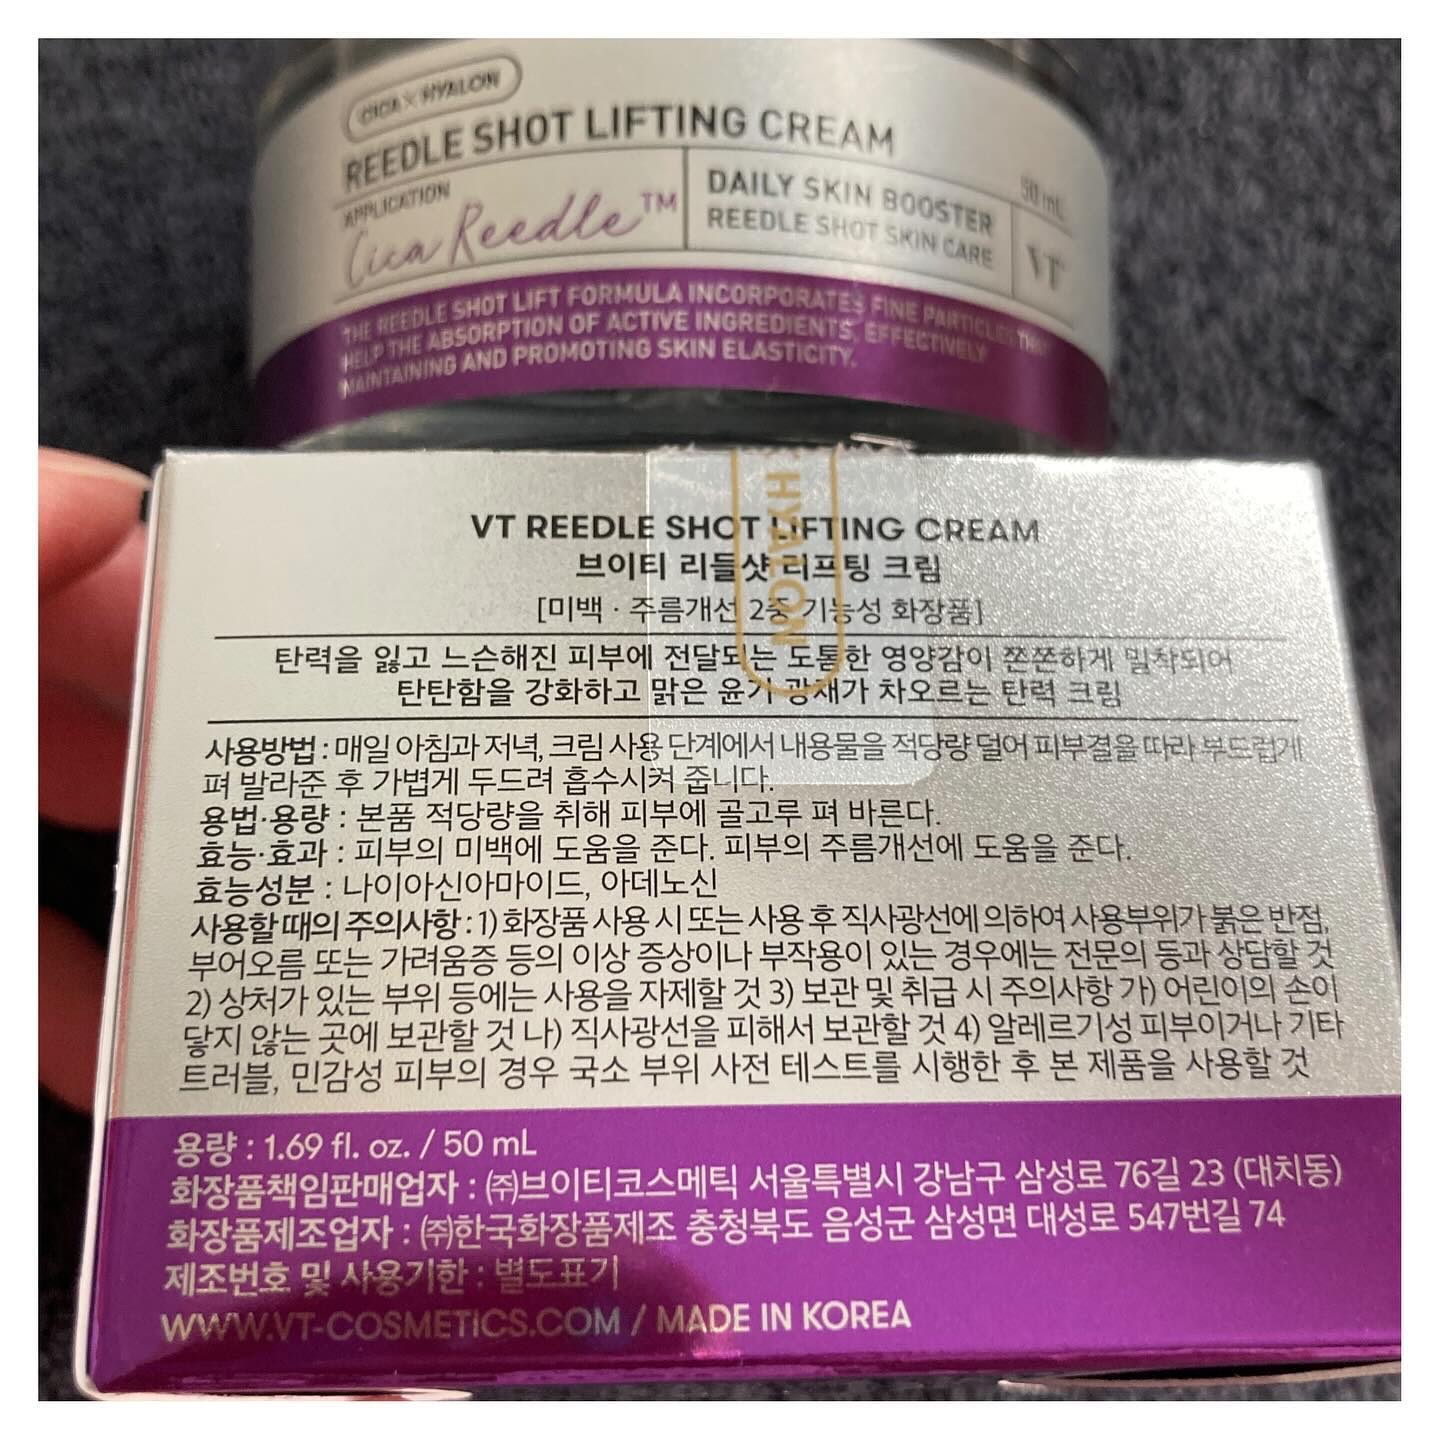 CICA × HYALON
REEDLE SHOT LIFTING CREAM
50 mL
APPLICATION
Cica Reedle™
DAILY SKIN BOOSTER
REEDLE SHOT SKIN CARE
VT
THE REEDLE SHOT LIFT FORMULA INCORPORATES FINE PARTICLES THAT
HELP THE ABSORPTION OF ACTIVE INGREDIENTS, EFFECTIVELY
MAINTAINING AND PROMOTING SKIN ELASTICITY.
× HYALON
VT REEDLE SHOT LIFTING CREAM
브이티 리들샷 리프팅 크림
[미백 · 주름개선 2중 기능성 화장품]
탄력을 잃고 느슨해진 피부에 전달되는 도톰한 영양감이 쫀쫀하게 밀착되어
탄탄함을 강화하고 맑은 윤기 광채가 차오르는 탄력 크림
사용방법 : 매일 아침과 저녁, 크림 사용 단계에서 내용물을 적당량 덜어 피부결을 따라 부드럽게
펴 발라준 후 가볍게 두드려 흡수시켜 줍니다.
용법·용량 : 본품 적당량을 취해 피부에 골고루 펴 바른다.
효능·효과 : 피부의 미백에 도움을 준다. 피부의 주름개선에 도움을 준다.
효능성분 : 나이아신아마이드, 아데노신
사용할 때의 주의사항 : 1) 화장품 사용 시 또는 사용 후 직사광선에 의하여 사용부위가 붉은 반점,
부어오름 또는 가려움증 등의 이상 증상이나 부작용이 있는 경우에는 전문의 등과 상담할 것
2) 상처가 있는 부위 등에는 사용을 자제할 것 3) 보관 및 취급 시 주의사항 가) 어린이의 손이
닿지 않는 곳에 보관할 것 나) 직사광선을 피해서 보관할 것 4) 알레르기성 피부이거나 기타
트러블, 민감성 피부의 경우 국소 부위 사전 테스트를 시행한 후 본 제품을 사용할 것
용량 : 1.69 fl. oz. / 50 mL
화장품책임판매업자 : ㈜브이티코스메틱 서울특별시 강남구 삼성로 76길 23 (대치동)
화장품제조업자 : ㈜한국화장품제조 충청북도 음성군 삼성면 대성로 547번길 74
제조번호 및 사용기한 : 별도표기
WWW.VT-COSMETICS.COM / MADE IN KOREA